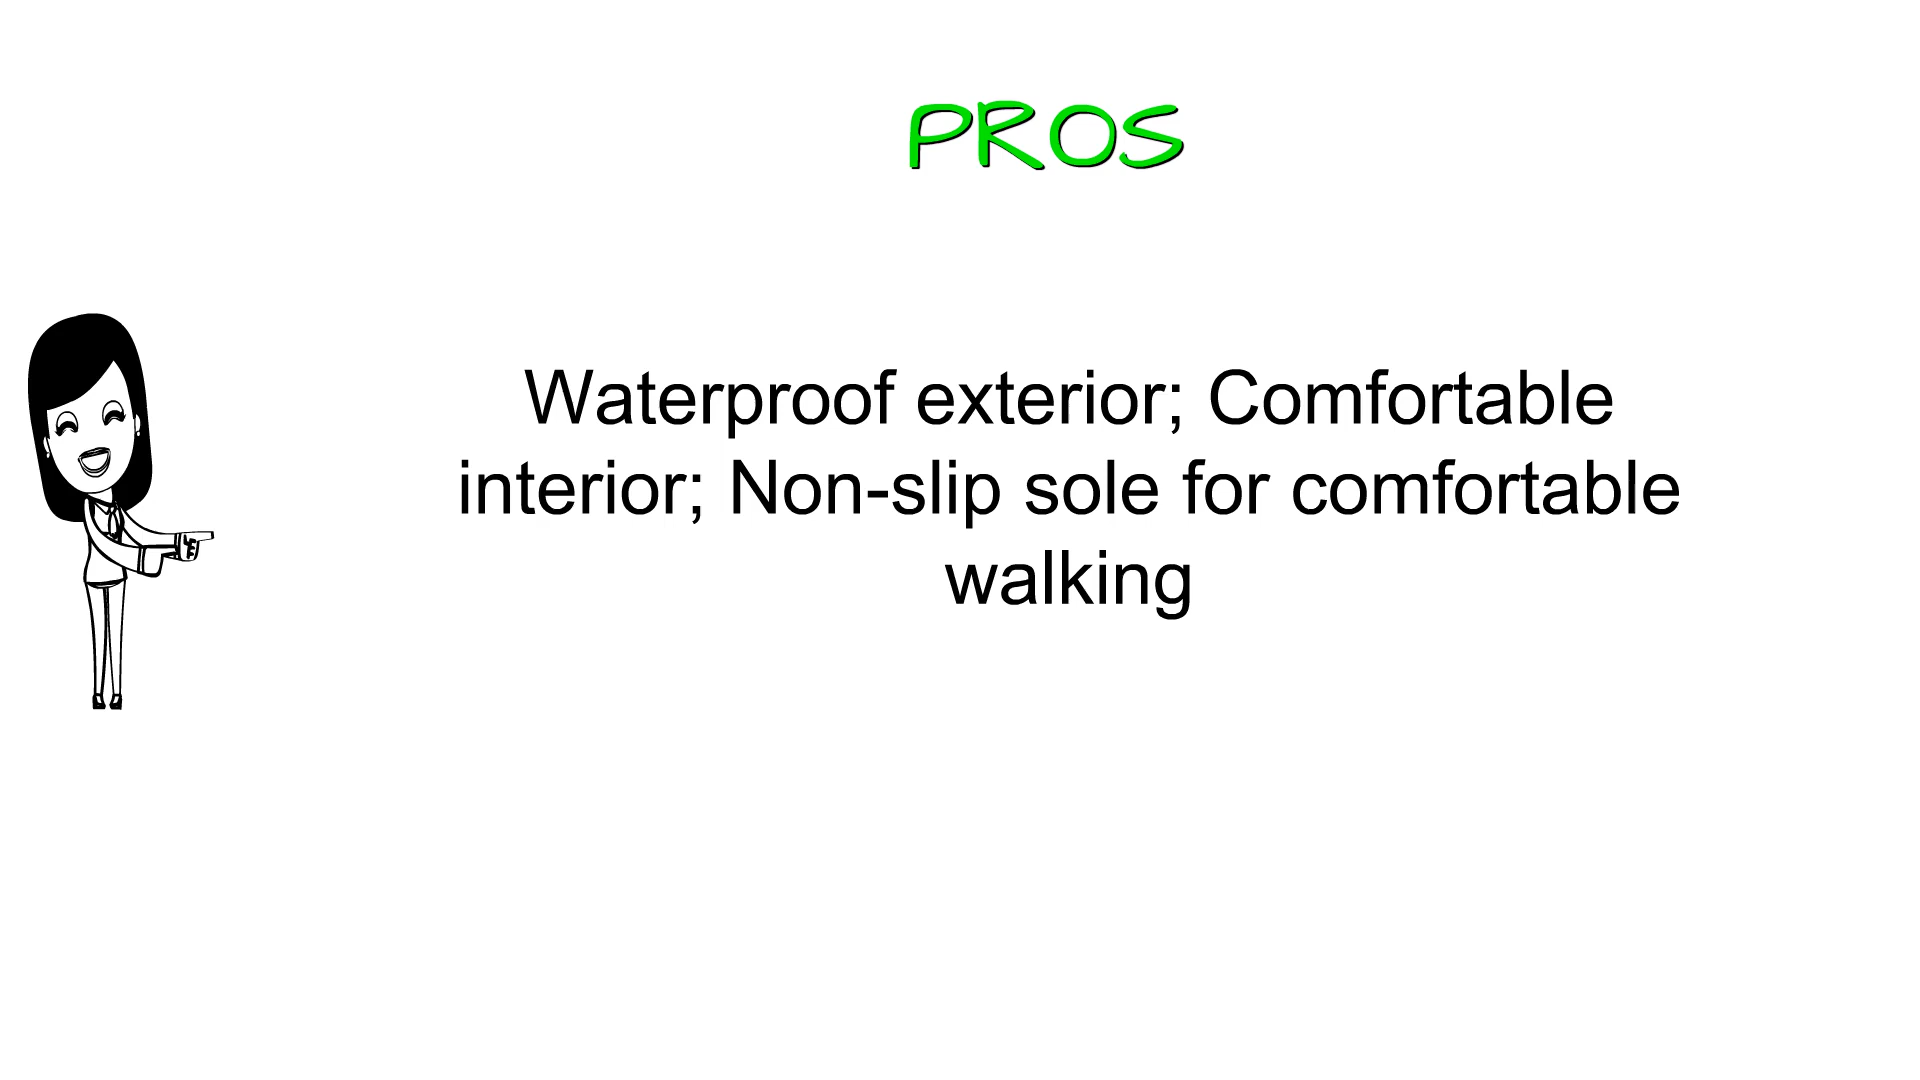 PROS
Waterproof exterior; Comfortable
interior; Non-slip sole for comfortable
walking